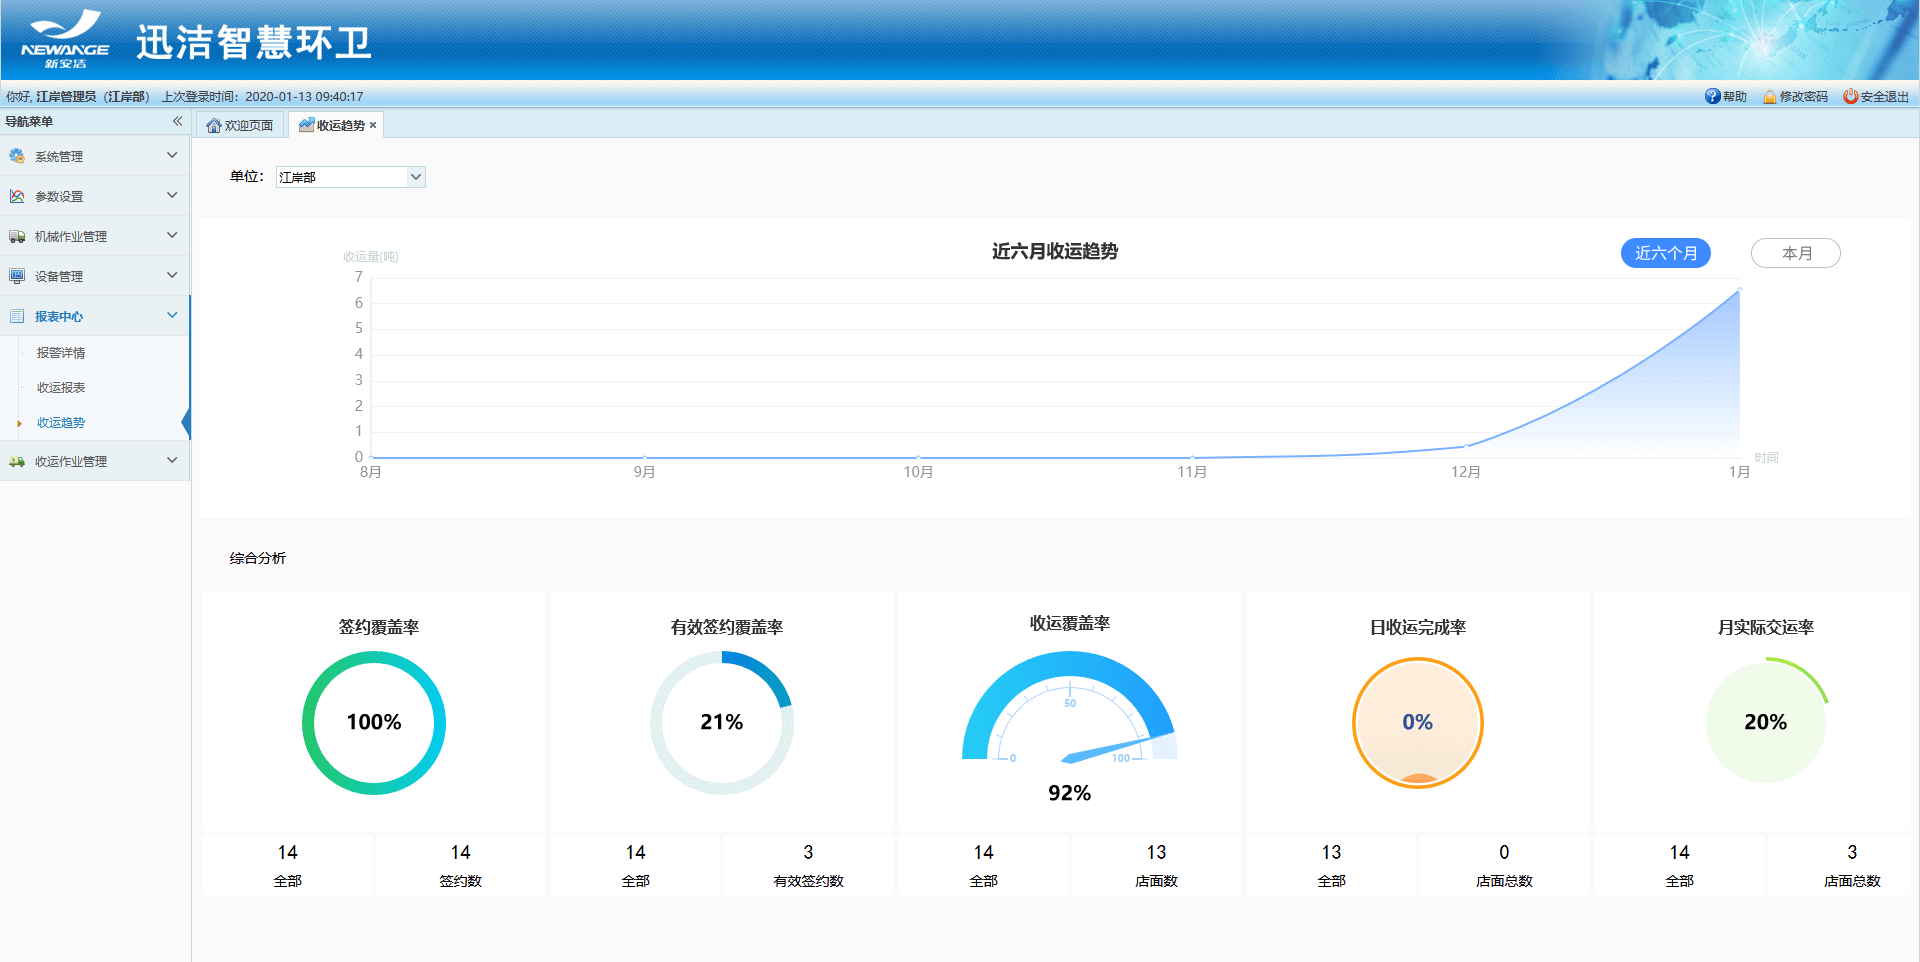 NEWANGE
新安洁
迅洁智慧环卫
你好, 江岸管理员（江岸部） 上次登录时间：2020-01-13 09:40:17
帮助 修改密码 安全退出
导航菜单
欢迎页面 收运趋势
系统管理
参数设置
机械作业管理
设备管理
报表中心
报警详情
收运报表
收运趋势
收运作业管理
单位： 江岸部
近六月收运趋势
近六个月 本月
收运量(吨)
7
6
5
4
3
2
1
0
8月 9月 10月 11月 12月 1月
时间
综合分析
签约覆盖率 有效签约覆盖率 收运覆盖率 日收运完成率 月实际交运率
100% 21% 0 50 100 92% 0% 20%
14 14 14 3 14 13 13 0 14 3
全部 签约数 全部 有效签约数 全部 店面数 全部 店面总数 全部 店面总数